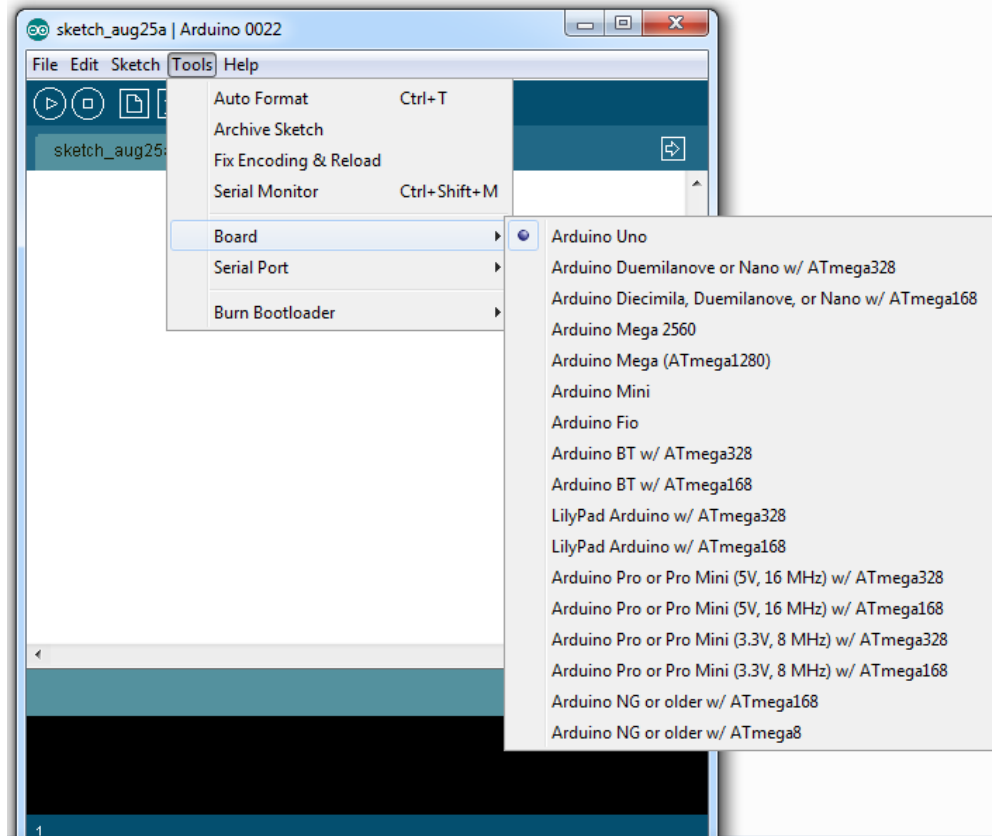 sketch_aug25a | Arduino 0022
File Edit Sketch Tools Help
Auto Format Ctrl+T
Archive Sketch
sketch_aug25a
Fix Encoding & Reload
Serial Monitor Ctrl+Shift+M
Board
Serial Port
Burn Bootloader
Arduino Uno
Arduino Duemilanove or Nano w/ ATmega328
Arduino Diecimila, Duemilanove, or Nano w/ ATmega168
Arduino Mega 2560
Arduino Mega (ATmega1280)
Arduino Mini
Arduino Fio
Arduino BT w/ ATmega328
Arduino BT w/ ATmega168
LilyPad Arduino w/ ATmega328
LilyPad Arduino w/ ATmega168
Arduino Pro or Pro Mini (5V, 16 MHz) w/ ATmega328
Arduino Pro or Pro Mini (5V, 16 MHz) w/ ATmega168
Arduino Pro or Pro Mini (3.3V, 8 MHz) w/ ATmega328
Arduino Pro or Pro Mini (3.3V, 8 MHz) w/ ATmega168
Arduino NG or older w/ ATmega168
Arduino NG or older w/ ATmega8
1